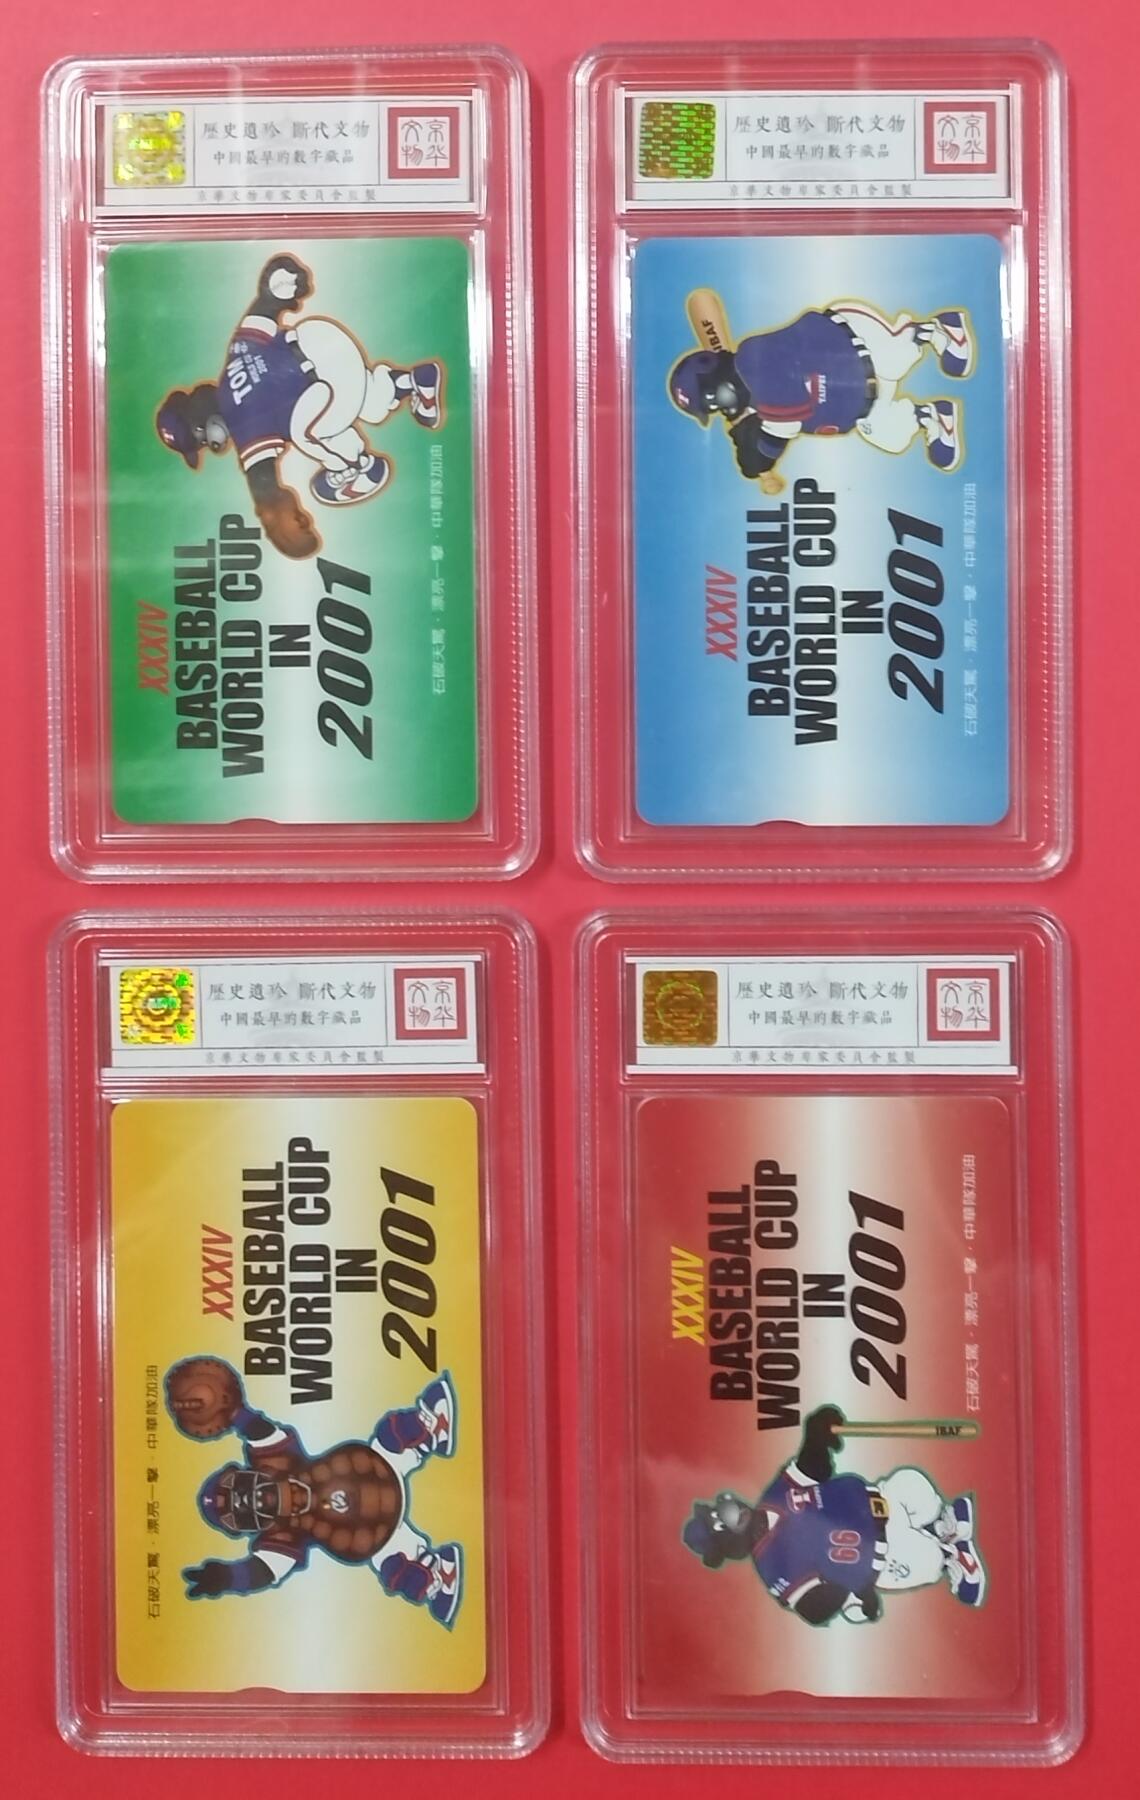 歷史遺珍 斷代文物
中國最早的數字藏品
京華文物專家委員會監製
京华
文物
XXXIV
BASEBALL
WORLD CUP
IN
2001
石破天驚·漂亮一擊·中華隊加油
TOW
2001
T
歷史遺珍 斷代文物
中國最早的數字藏品
京華文物專家委員會監製
京华
文物
XXXIV
BASEBALL
WORLD CUP
IN
2001
石破天驚·漂亮一擊·中華隊加油
IBAF
TAIPEI
T
歷史遺珍 斷代文物
中國最早的數字藏品
京華文物專家委員會監製
京华
文物
XXXIV
BASEBALL
WORLD CUP
IN
2001
石破天驚·漂亮一擊·中華隊加油
T
歷史遺珍 斷代文物
中國最早的數字藏品
京華文物專家委員會監製
京华
文物
XXXIV
BASEBALL
WORLD CUP
IN
2001
石破天驚·漂亮一擊·中華隊加油
IBAF
T
99